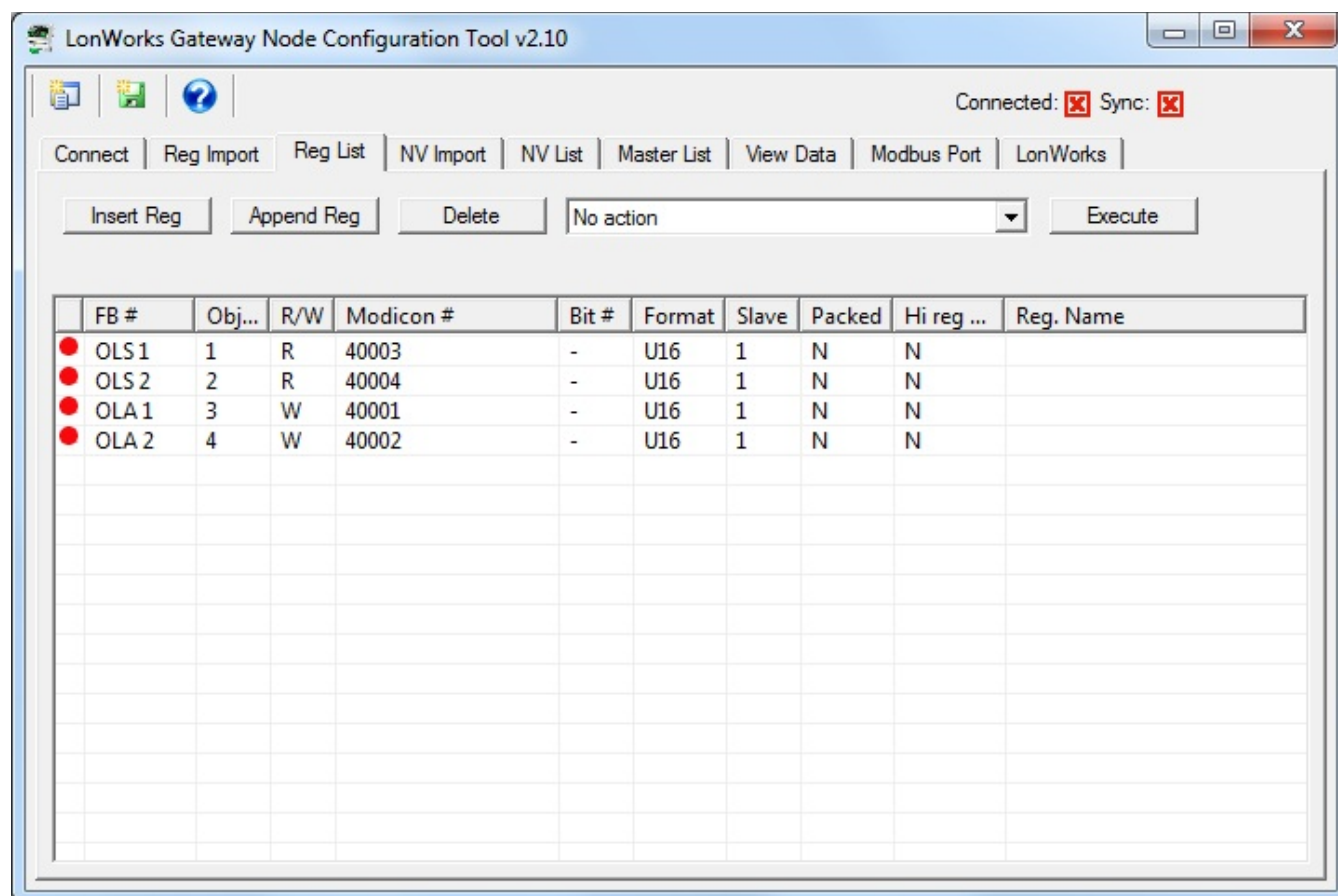 LonWorks Gateway Node Configuration Tool v2.10
Connected: Sync:
Connect Reg Import Reg List NV Import NV List Master List View Data Modbus Port LonWorks
Insert Reg Append Reg Delete No action Execute
FB # Obj... R/W Modicon # Bit # Format Slave Packed Hi reg ... Reg. Name
OLS 1 1 R 40003 - U16 1 N N
OLS 2 2 R 40004 - U16 1 N N
OLA 1 3 W 40001 - U16 1 N N
OLA 2 4 W 40002 - U16 1 N N